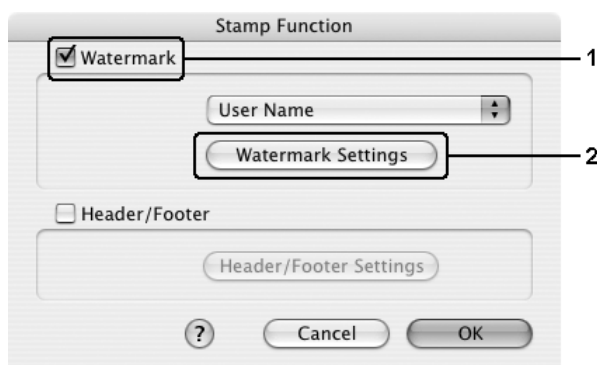 Stamp Function
Watermark
1
User Name
Watermark Settings
2
Header/Footer
Header/Footer Settings
?
Cancel
OK